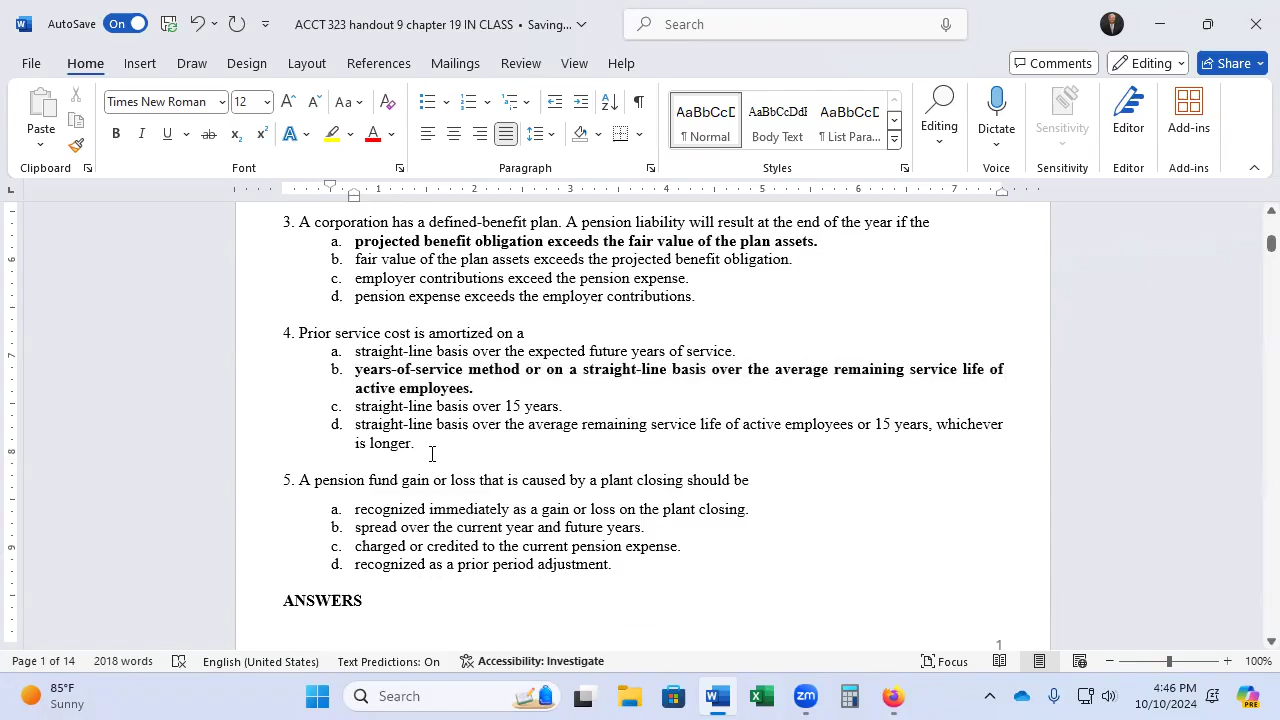 AutoSave On ACCT 323 handout 9 chapter 19 IN CLASS • Saving... Search
File Home Insert Draw Design Layout References Mailings Review View Help Comments Editing Share
Times New Roman 12 Aa AaBbCcD AaBbCcDdI AaBbCcD
Paste ¶ Normal Body Text ¶ List Para... Editing Dictate Sensitivity Editor Add-ins
Clipboard Font Paragraph Styles Voice Sensitivity Editor Add-ins
1 2 3 4 5 6 7
3. A corporation has a defined-benefit plan. A pension liability will result at the end of the year if the
a. projected benefit obligation exceeds the fair value of the plan assets.
b. fair value of the plan assets exceeds the projected benefit obligation.
c. employer contributions exceed the pension expense.
d. pension expense exceeds the employer contributions.
4. Prior service cost is amortized on a
a. straight-line basis over the expected future years of service.
b. years-of-service method or on a straight-line basis over the average remaining service life of
active employees.
c. straight-line basis over 15 years.
d. straight-line basis over the average remaining service life of active employees or 15 years, whichever
is longer.
5. A pension fund gain or loss that is caused by a plant closing should be
a. recognized immediately as a gain or loss on the plant closing.
b. spread over the current year and future years.
c. charged or credited to the current pension expense.
d. recognized as a prior period adjustment.
ANSWERS
1
Page 1 of 14 2018 words English (United States) Text Predictions: On Accessibility: Investigate Focus 100%
85°F
Sunny
Search
4:46 PM
10/10/2024